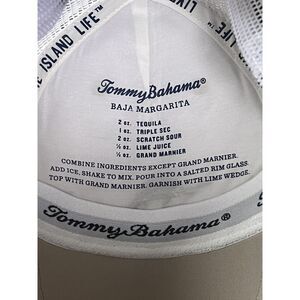 ISLAND LIFE™
LIV
Tommy Bahama®
BAJA MARGARITA
2 oz. TEQUILA
1 oz. TRIPLE SEC
2 oz. SCRATCH SOUR
½ oz. LIME JUICE
½ oz. GRAND MARNIER
COMBINE INGREDIENTS EXCEPT GRAND MARNIER.
ADD ICE, SHAKE TO MIX. POUR INTO A SALTED RIM GLASS.
TOP WITH GRAND MARNIER. GARNISH WITH LIME WEDGE.
Tommy Bahama®